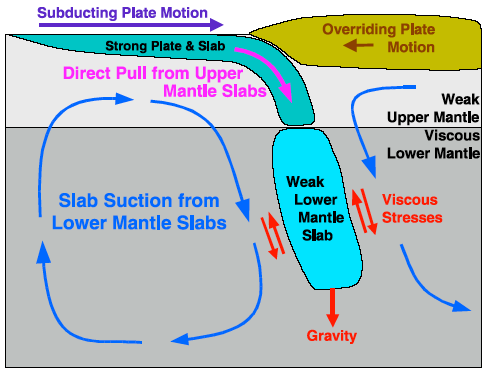 Subducting Plate Motion
Overriding Plate
Motion
Strong Plate & Slab
Direct Pull from Upper
Mantle Slabs
Weak
Upper Mantle
Viscous
Lower Mantle
Slab Suction from
Lower Mantle Slabs
Weak
Lower
Mantle
Slab
Viscous
Stresses
Gravity